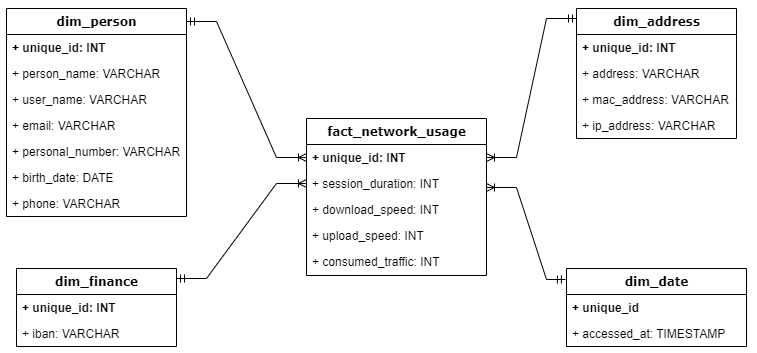 dim_person
+ unique_id: INT
+ person_name: VARCHAR
+ user_name: VARCHAR
+ email: VARCHAR
+ personal_number: VARCHAR
+ birth_date: DATE
+ phone: VARCHAR
dim_address
+ unique_id: INT
+ address: VARCHAR
+ mac_address: VARCHAR
+ ip_address: VARCHAR
fact_network_usage
+ unique_id: INT
+ session_duration: INT
+ download_speed: INT
+ upload_speed: INT
+ consumed_traffic: INT
dim_finance
+ unique_id: INT
+ iban: VARCHAR
dim_date
+ unique_id
+ accessed_at: TIMESTAMP